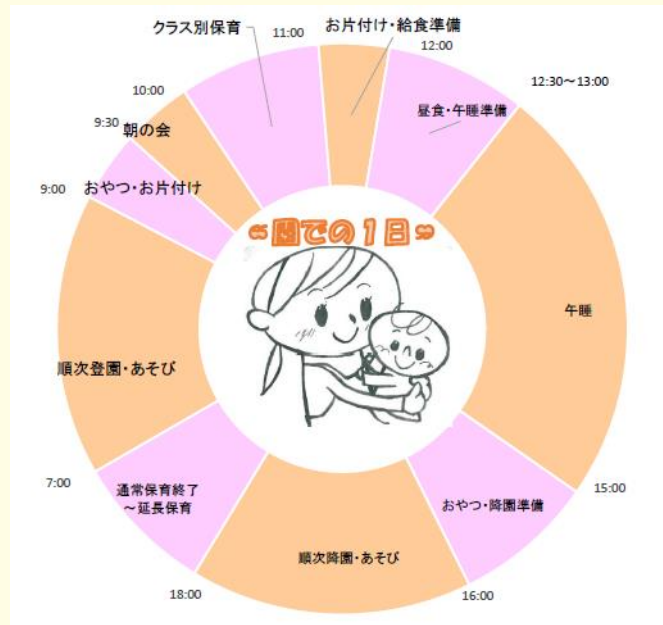 クラス別保育
11:00
お片付け・給食準備
12:00
10:00
12:30～13:00
9:30
朝の会
昼食・午睡準備
9:00
おやつ・お片付け
園での1日
午睡
順次登園・あそび
7:00
通常保育終了
～延長保育
おやつ・降園準備
15:00
順次降園・あそび
18:00
16:00